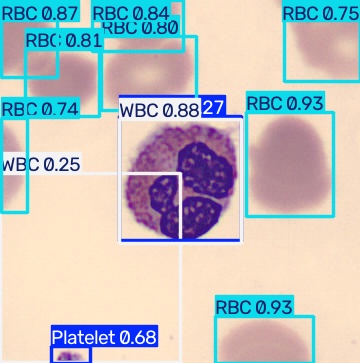 RBC 0.87
RBC 0.84
RBC 0.80
RBC 0.75
RBC 0.81
RBC 0.74
WBC 0.88
27
RBC 0.93
WBC 0.25
RBC 0.93
Platelet 0.68